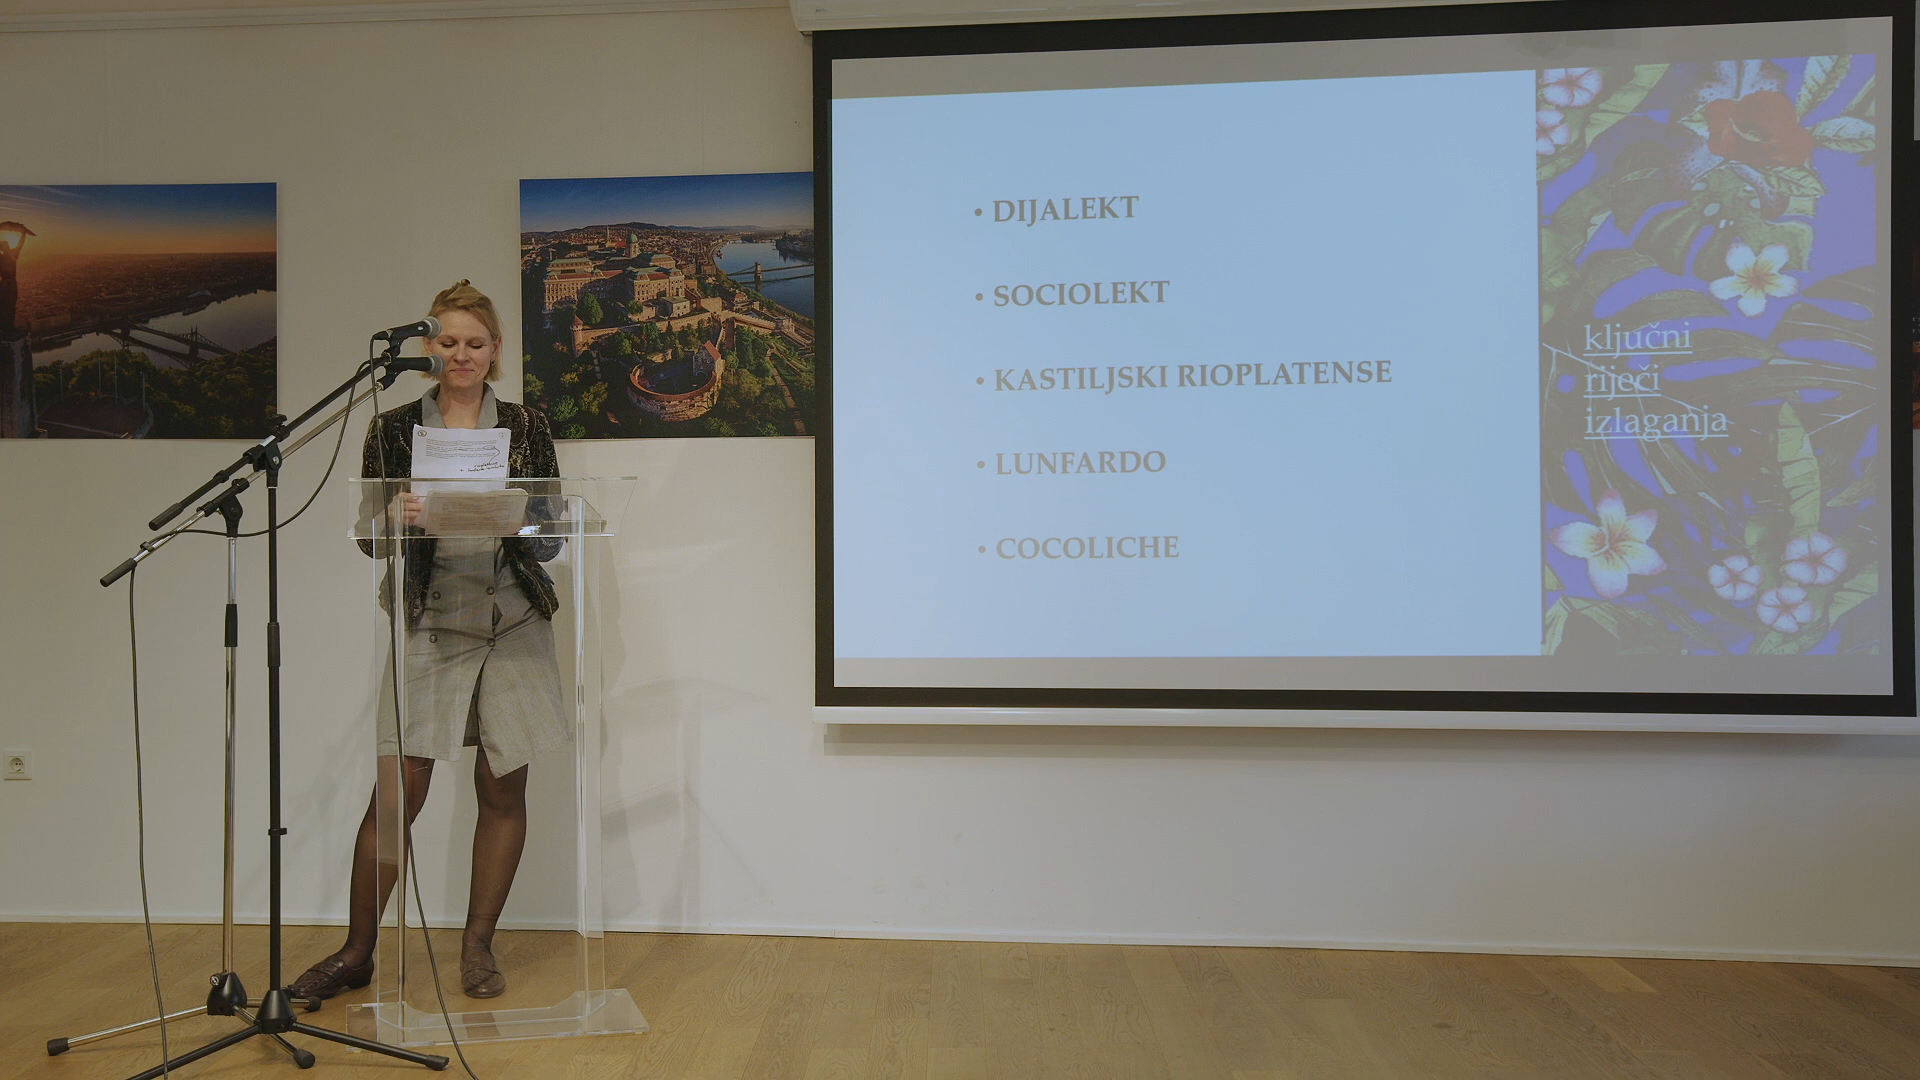 • DIJALEKT
• SOCIOLEKT
• KASTILJSKI RIOPLATENSE
• LUNFARDO
• COCOLICHE
ključni
riječi
izlaganja